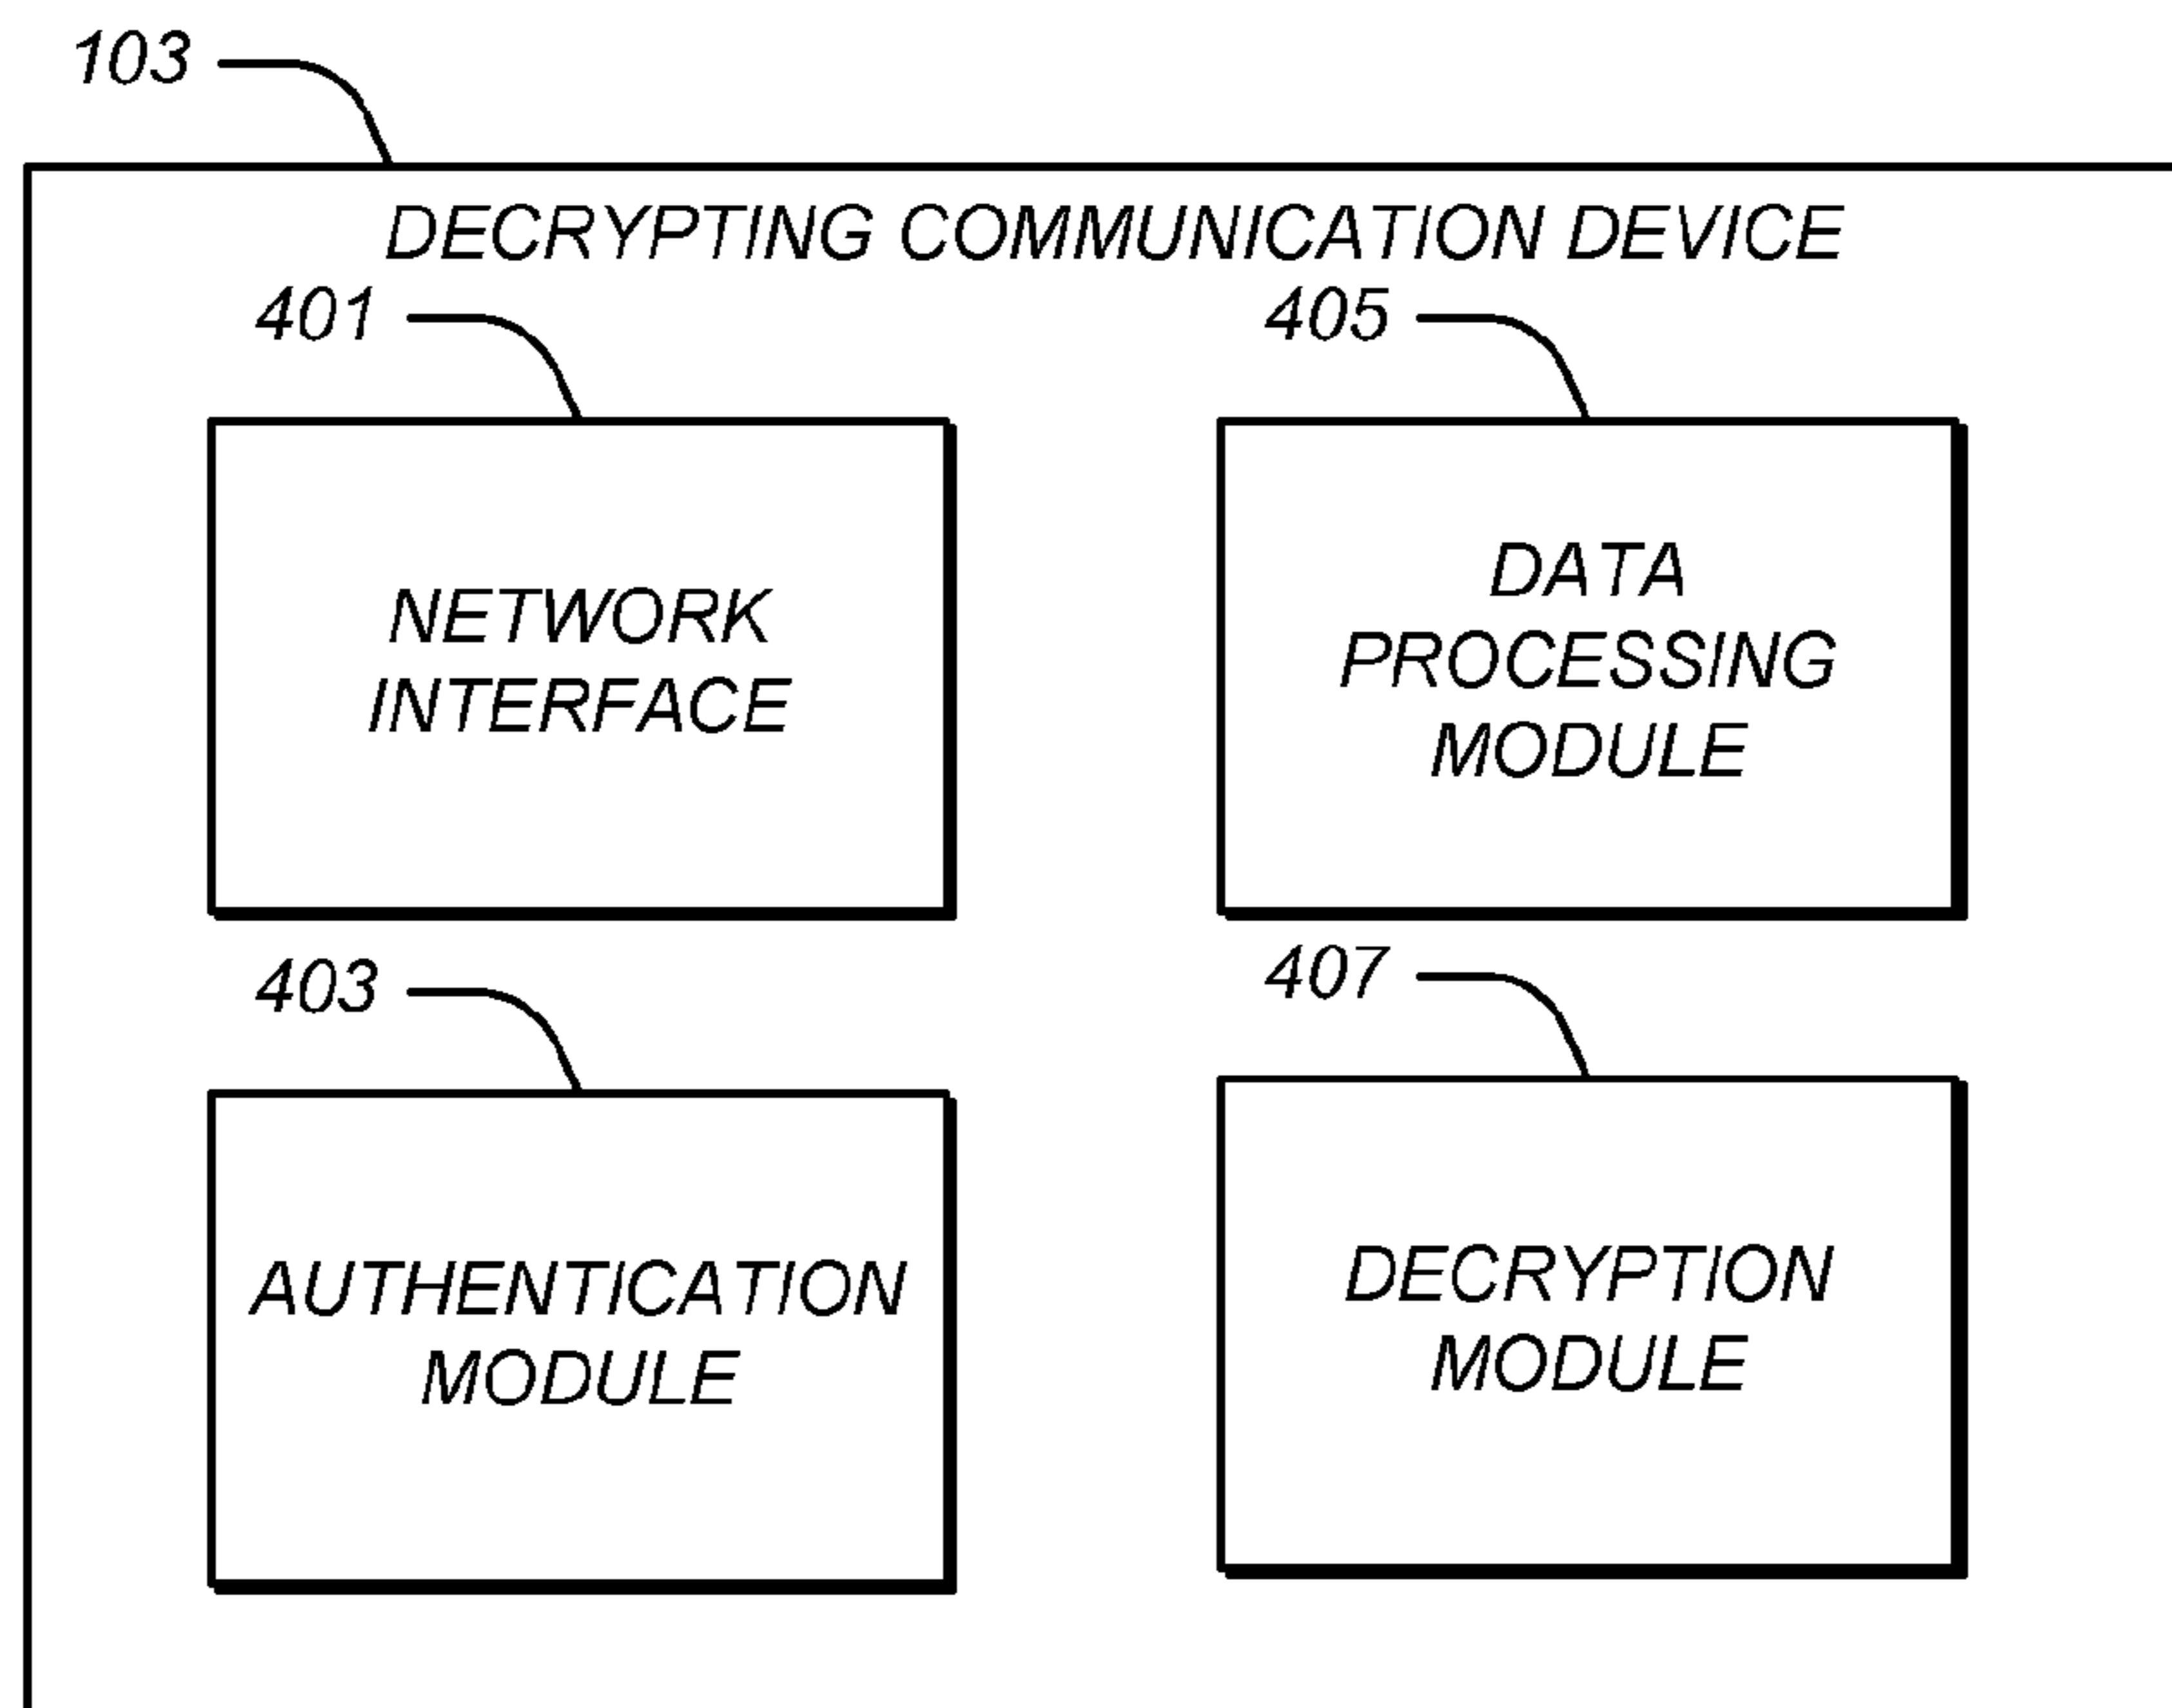 103
DECRYPTING COMMUNICATION DEVICE
401
NETWORK
INTERFACE
405
DATA
PROCESSING
MODULE
403
AUTHENTICATION
MODULE
407
DECRYPTION
MODULE